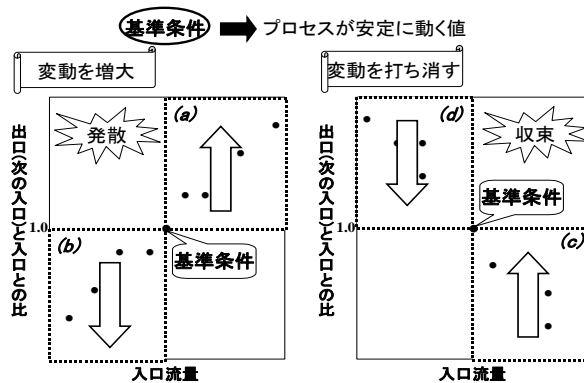 基準条件 プロセスが安定に動く値
変動を増大
変動を打ち消す
発散
(a)
(b)
1.0
基準条件
出口(次の入口)と入口との比
入口流量
(d)
収束
基準条件
1.0
(c)
出口(次の入口)と入口との比
入口流量